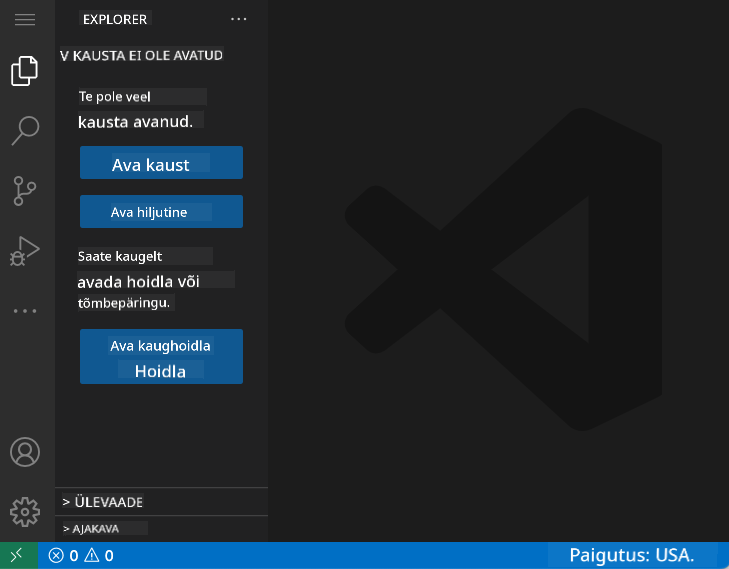 EXPLORER
V KAUSTA EI OLE AVATUD
Te pole veel
kausta avanud.
Ava kaust
Ava hiljutine
Saate kaugelt
avada hoidla või
tõmbepäringu.
Ava kaughoidla
Hoidla
> ÜLEVAADE
> AJAKAVA
0 0
Paigutus: USA.